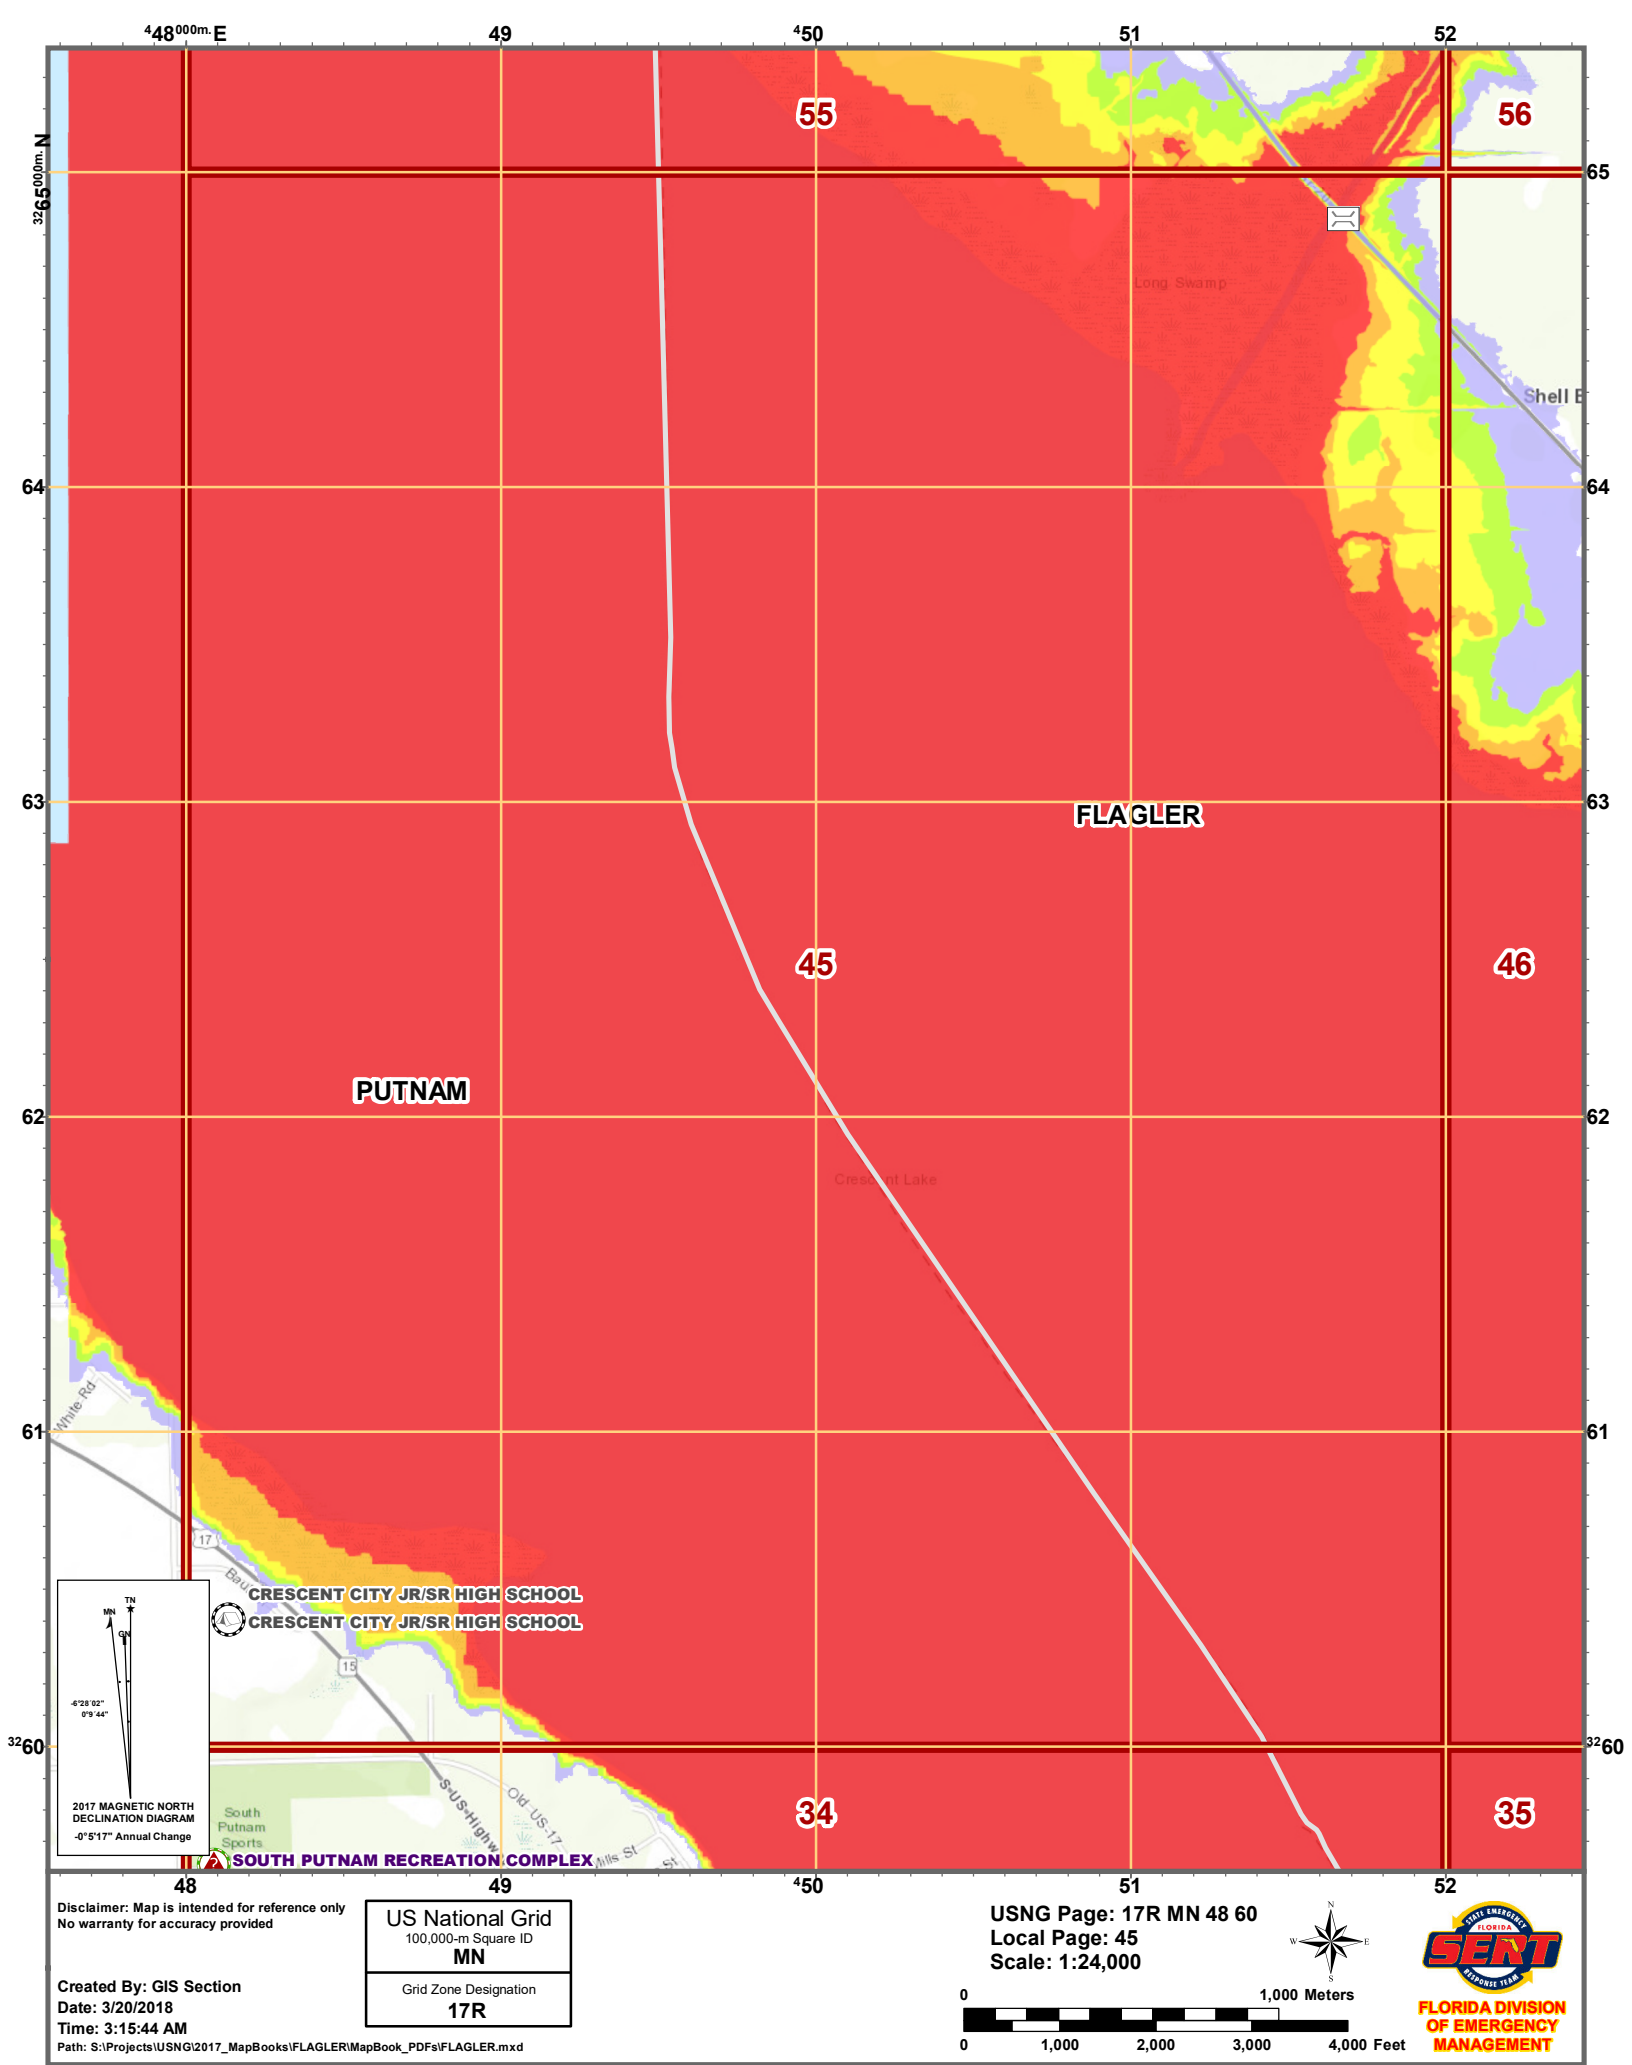 448000m. E
49
450
51
52
3265000m. N
55
56
65
Long Swamp
Shell
64
64
63
63
FLAGLER
45
46
PUTNAM
62
62
Crescent Lake
White Rd
61
61
17
CRESCENT CITY JR/SR HIGH SCHOOL
CRESCENT CITY JR/SR HIGH SCHOOL
15
3260
3260
34
35
MN
TN
GN
-6°28'02"
0°9'44"
2017 MAGNETIC NORTH
DECLINATION DIAGRAM
-0°5'17" Annual Change
South
Putnam
Sports
S US Highw
Old US 17
Mills St
St
SOUTH PUTNAM RECREATION COMPLEX
48
49
450
51
52
Disclaimer: Map is intended for reference only
No warranty for accuracy provided
Created By: GIS Section
Date: 3/20/2018
Time: 3:15:44 AM
Path: S:\Projects\USNG\2017_MapBooks\FLAGLER\MapBook_PDFs\FLAGLER.mxd
US National Grid
100,000-m Square ID
MN
Grid Zone Designation
17R
USNG Page: 17R MN 48 60
Local Page: 45
Scale: 1:24,000
N
W
E
S
0
1,000 Meters
0
1,000
2,000
3,000
4,000 Feet
STATE EMERGENCY
FLORIDA
SERT
RESPONSE TEAM
FLORIDA DIVISION
OF EMERGENCY
MANAGEMENT